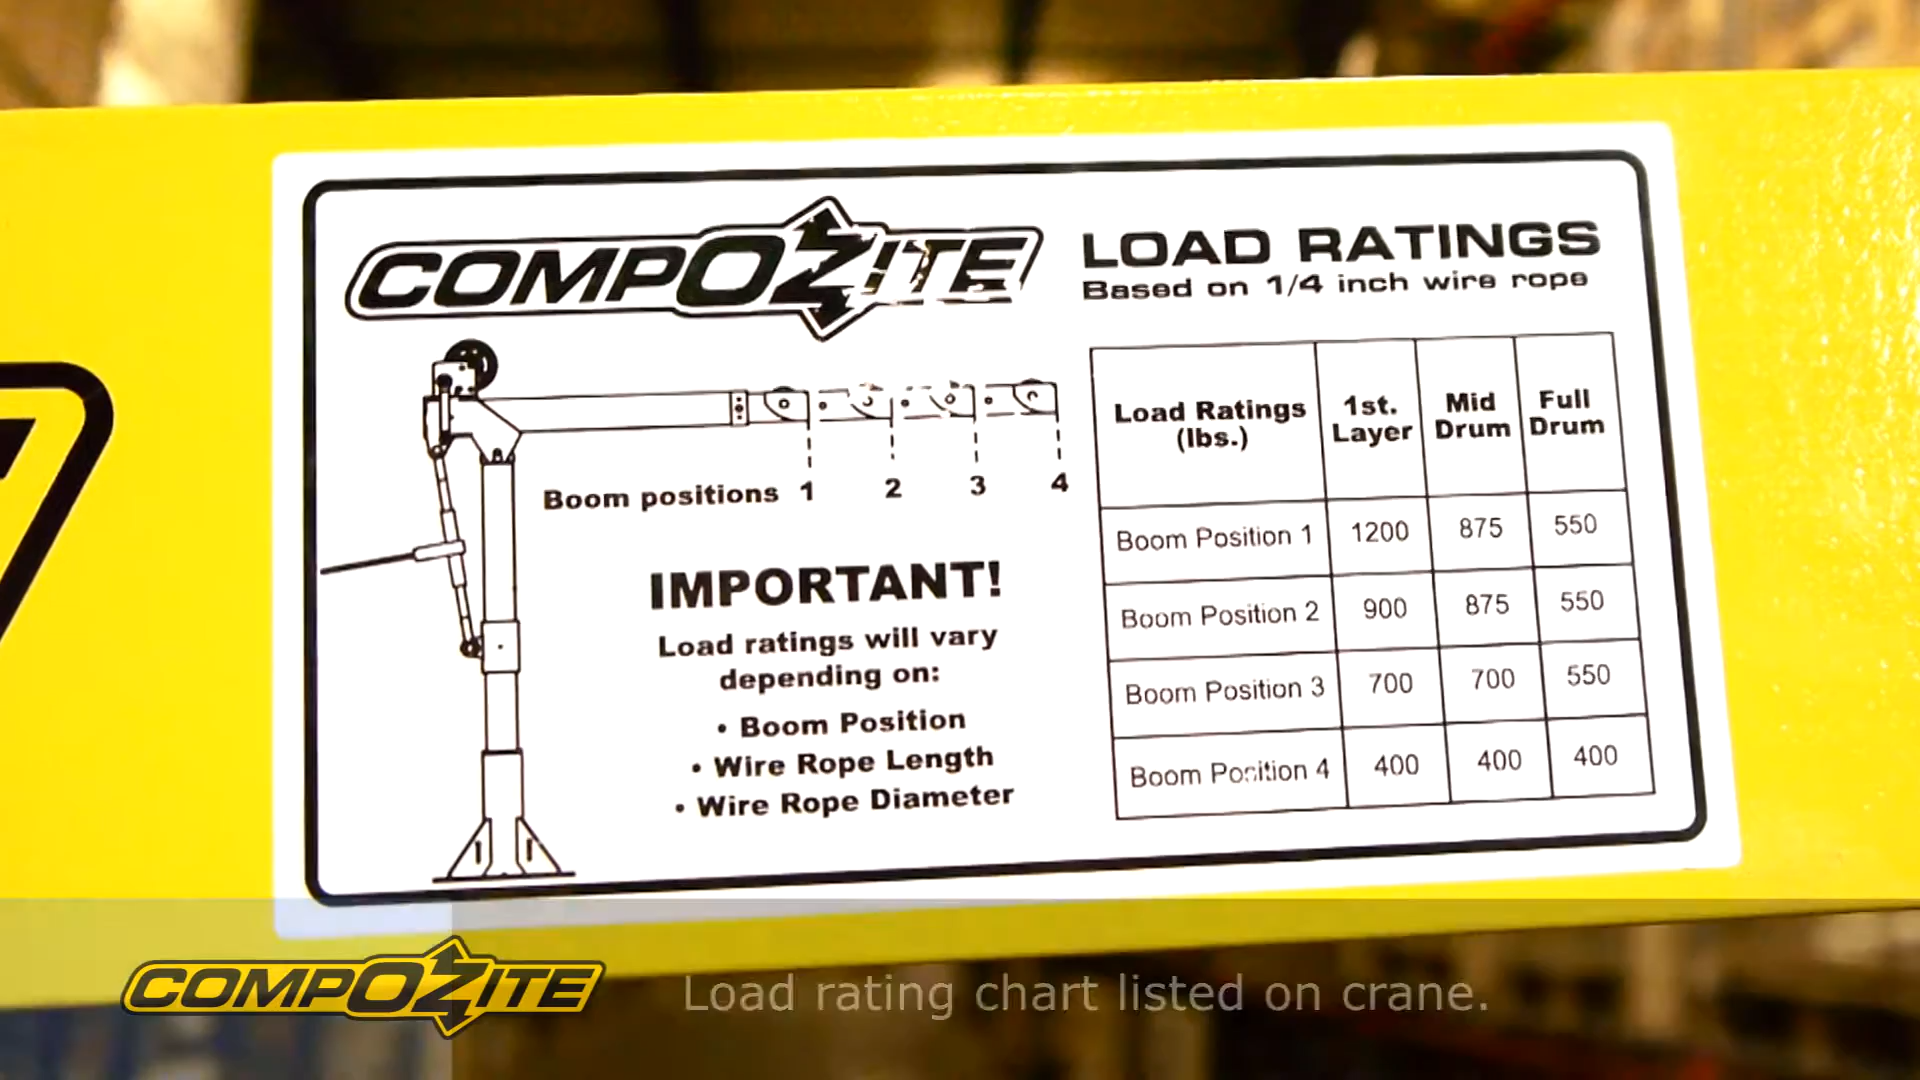 COMPOZITE
LOAD RATINGS
Based on 1/4 inch wire rope
Boom positions 1 2 3 4
IMPORTANT!
Load ratings will vary
depending on:
• Boom Position
• Wire Rope Length
• Wire Rope Diameter
Load Ratings (lbs.) 1st. Layer Mid Drum Full Drum
Boom Position 1 1200 875 550
Boom Position 2 900 875 550
Boom Position 3 700 700 550
Boom Position 4 400 400 400
COMPOZITE
Load rating chart listed on crane.